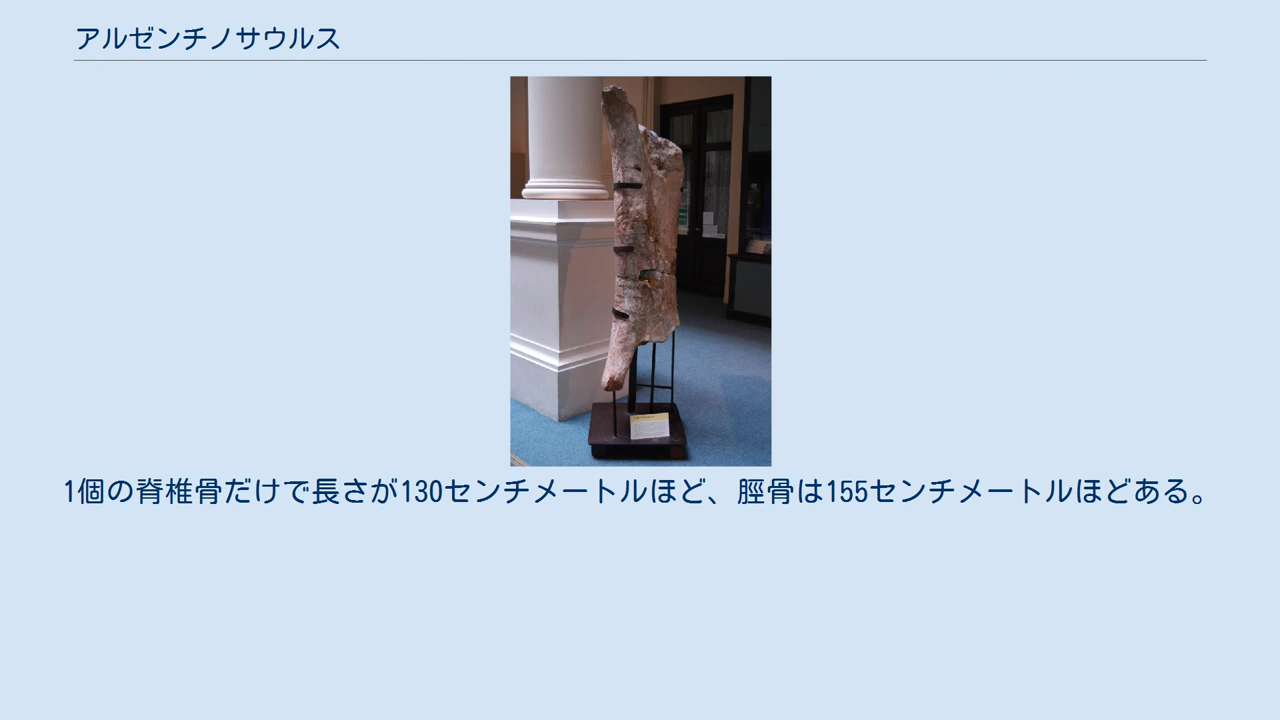 アルゼンチノサウルス
1個の脊椎骨だけで長さが130センチメートルほど、脛骨は155センチメートルほどある。